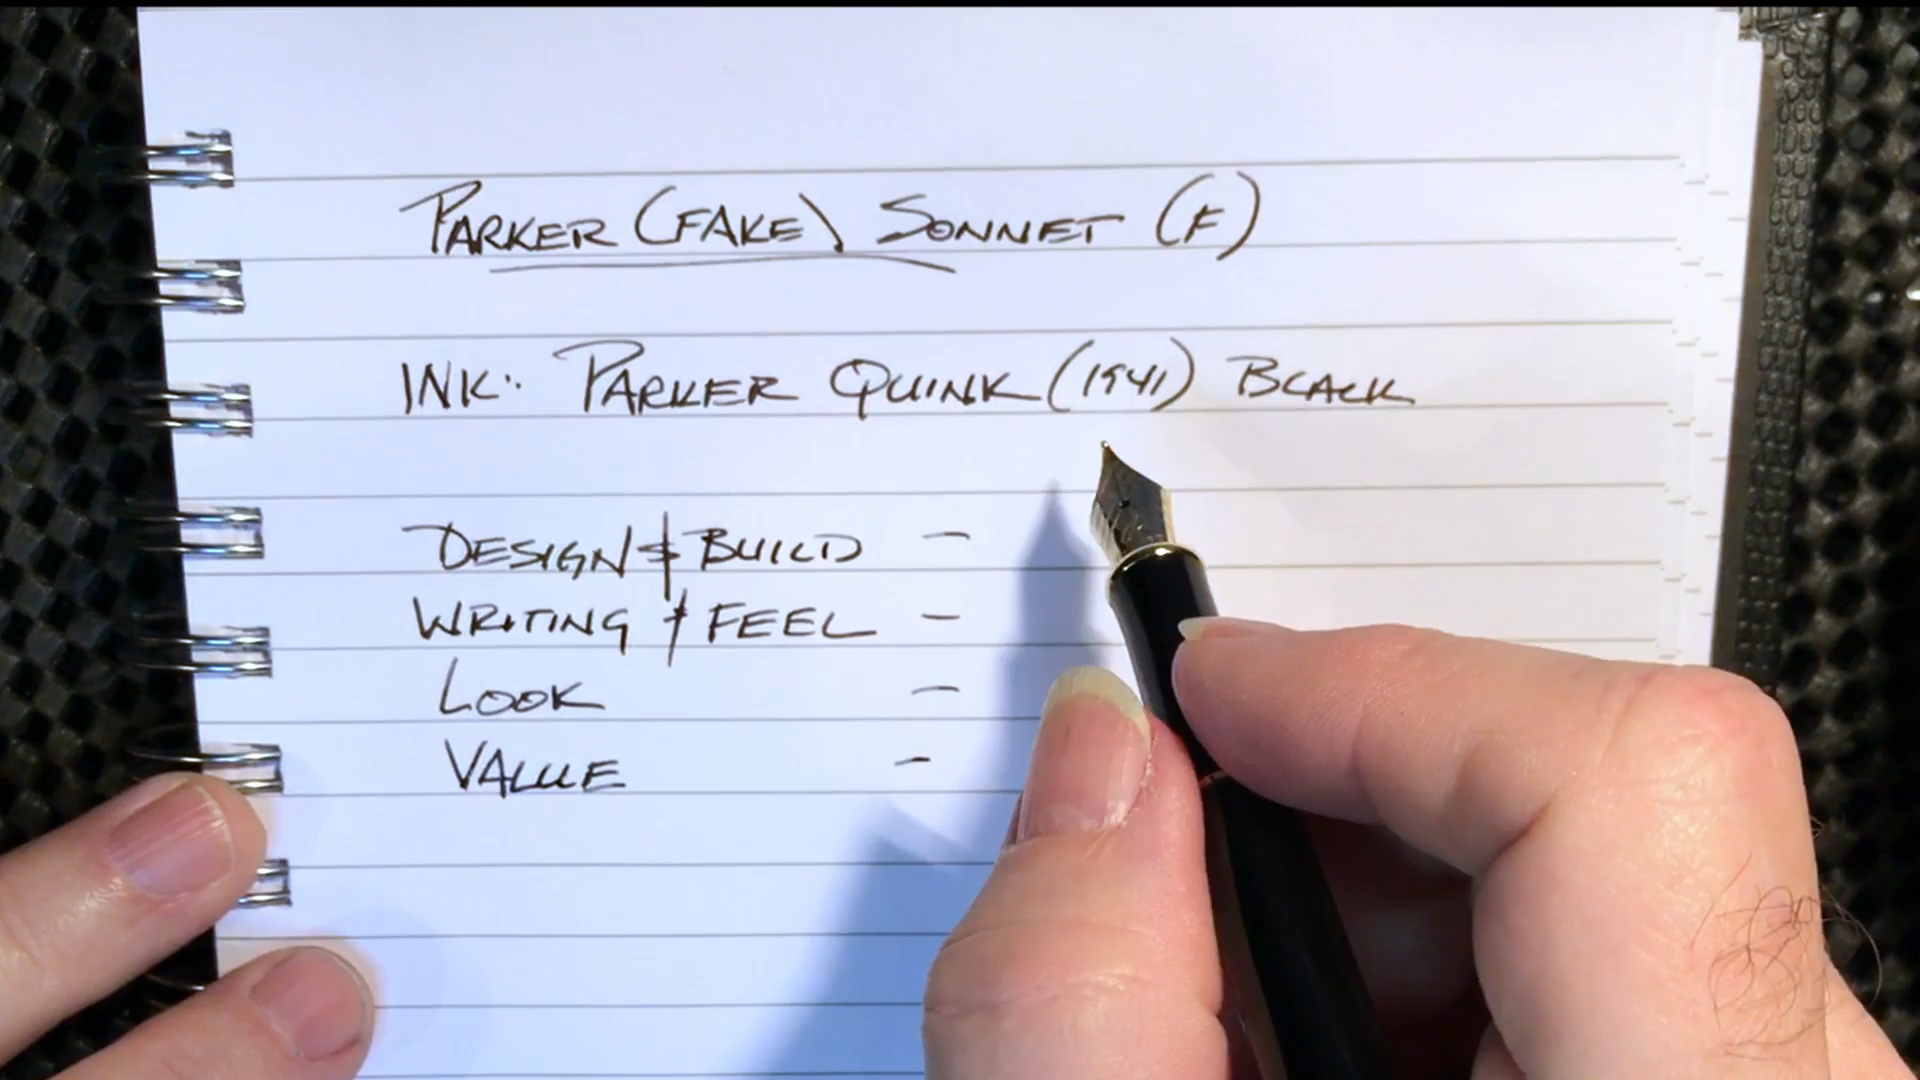 PARKER (FAKE) SONNET (F)
INK: PARKER QUINK (1941) BLACK
DESIGN & BUILD -
WRITING & FEEL -
LOOK -
VALUE -